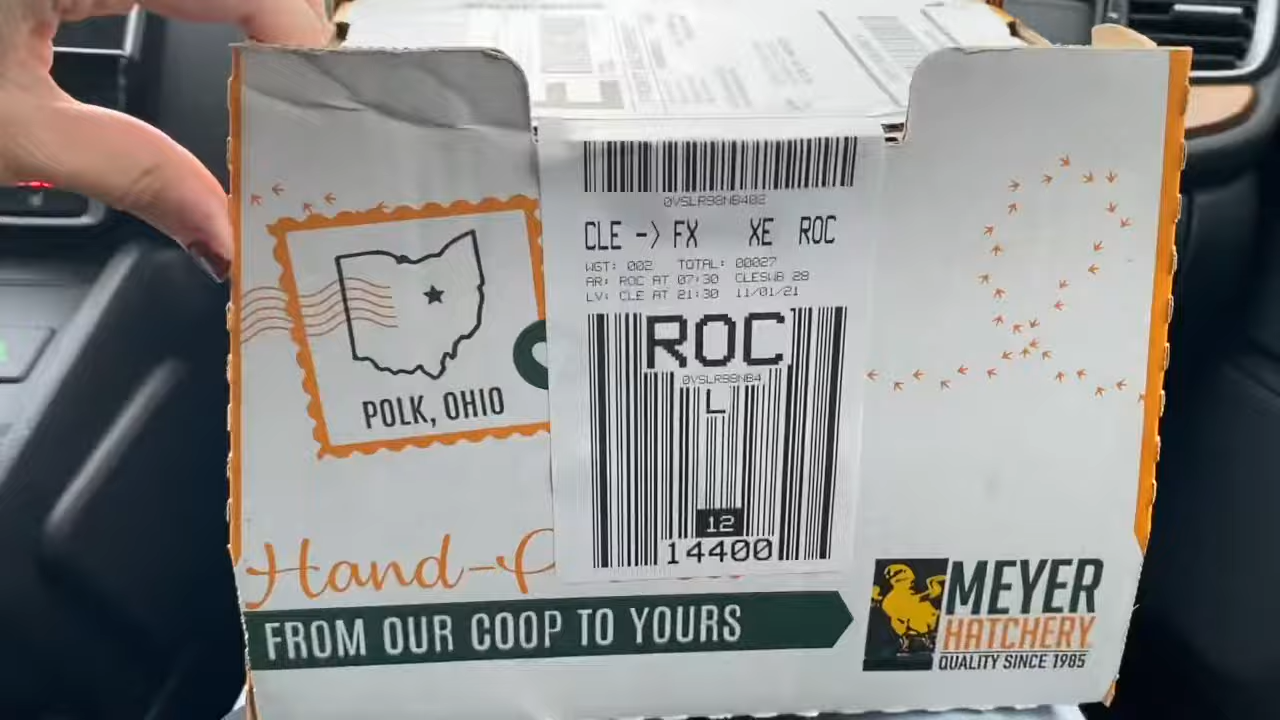 0VSLR98NB402
CLE -> FX XE ROC
WGT: 002 TOTAL: 00027
AR: ROC AT 07:30 CLESWB 28
LV: CLE AT 21:30 11/01/21
ROC
0VSLR98NB4
L
12
14400
POLK, OHIO
Hand-
FROM OUR COOP TO YOURS
MEYER
HATCHERY
QUALITY SINCE 1985